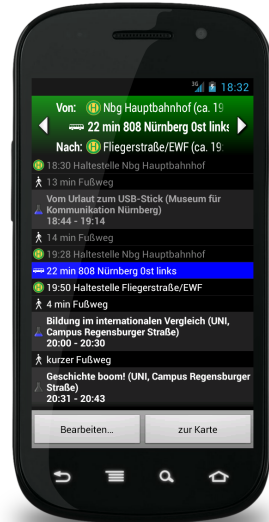 3G 18:32
Von: H Nbg Hauptbahnhof (ca. 19
22 min 808 Nürnberg Ost links
Nach: H Fliegerstraße/EWF (ca. 19:
H 18:30 Haltestelle Nbg Hauptbahnhof
13 min Fußweg
Vom Urlaut zum USB-Stick (Museum für
Kommunikation Nürnberg)
18:44 - 19:14
14 min Fußweg
H 19:28 Haltestelle Nbg Hauptbahnhof
22 min 808 Nürnberg Ost links
H 19:50 Haltestelle Fliegerstraße/EWF
4 min Fußweg
Bildung im internationalen Vergleich (UNI,
Campus Regensburger Straße)
20:00 - 20:30
kurzer Fußweg
Geschichte boom! (UNI, Campus Regensburger
Straße)
20:31 - 20:43
Bearbeiten...
zur Karte